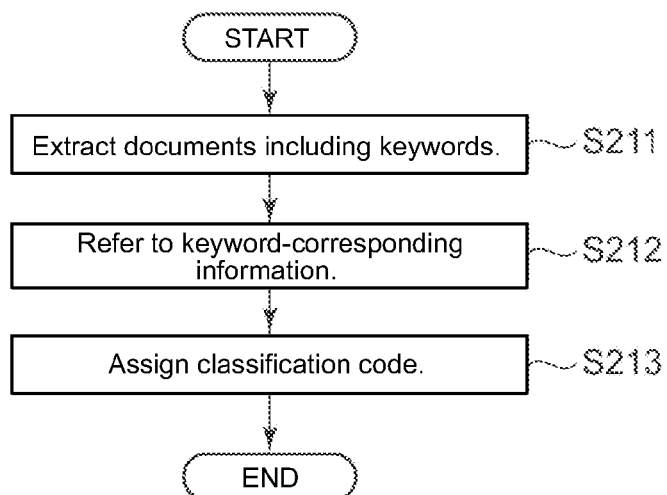 START
Extract documents including keywords.
S211
Refer to keyword-corresponding
information.
S212
Assign classification code.
S213
END